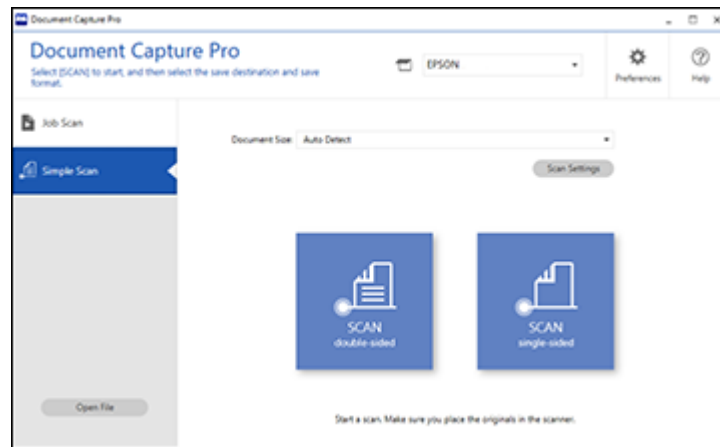 Document Capture Pro
Document Capture Pro
Select [SCAN] to start, and then select the save destination and save
format.
EPSON
Preferences
Help
Job Scan
Document Size: Auto Detect
Simple Scan
Scan Settings
SCAN
double-sided
SCAN
single-sided
Open File
Start a scan. Make sure you place the originals in the scanner.